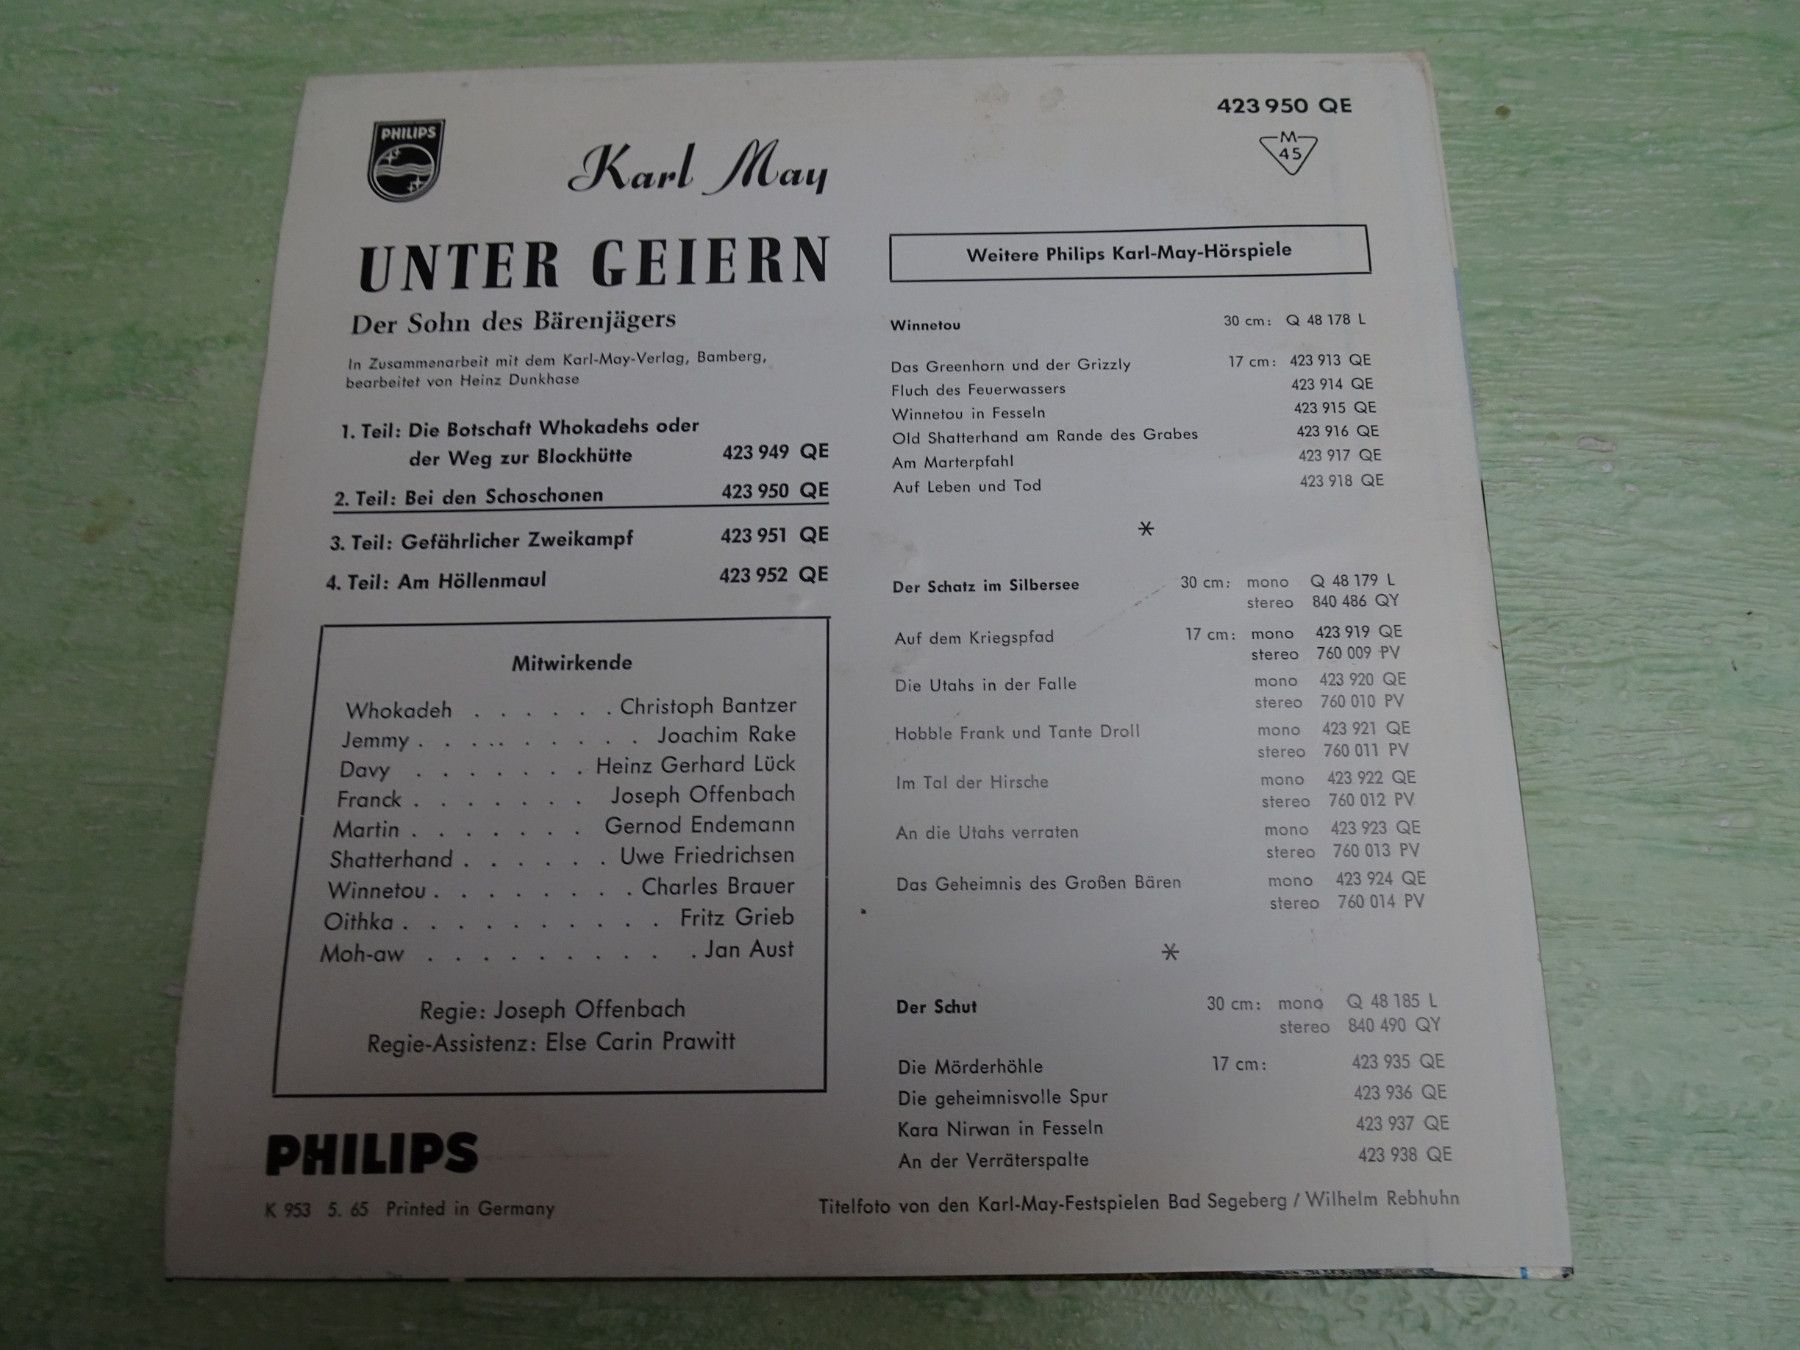 PHILIPS
423 950 QE
M
45
Karl May
UNTER GEIERN
Der Sohn des Bärenjägers
In Zusammenarbeit mit dem Karl-May-Verlag, Bamberg,
bearbeitet von Heinz Dunkhase
1. Teil: Die Botschaft Whokadehs oder
der Weg zur Blockhütte 423 949 QE
2. Teil: Bei den Schoschonen 423 950 QE
3. Teil: Gefährlicher Zweikampf 423 951 QE
4. Teil: Am Höllenmaul 423 952 QE
Mitwirkende
Whokadeh . . . . . . Christoph Bantzer
Jemmy . . . . . . . . . Joachim Rake
Davy . . . . . . . Heinz Gerhard Lück
Franck . . . . . . . Joseph Offenbach
Martin . . . . . . . Gernod Endemann
Shatterhand . . . . . . Uwe Friedrichsen
Winnetou . . . . . . . . Charles Brauer
Oithka . . . . . . . . . . Fritz Grieb
Moh-aw . . . . . . . . . . Jan Aust
Regie: Joseph Offenbach
Regie-Assistenz: Else Carin Prawitt
PHILIPS
K 953 5. 65 Printed in Germany
Weitere Philips Karl-May-Hörspiele
Winnetou 30 cm: Q 48 178 L
Das Greenhorn und der Grizzly 17 cm: 423 913 QE
Fluch des Feuerwassers 423 914 QE
Winnetou in Fesseln 423 915 QE
Old Shatterhand am Rande des Grabes 423 916 QE
Am Marterpfahl 423 917 QE
Auf Leben und Tod 423 918 QE
*
Der Schatz im Silbersee 30 cm: mono Q 48 179 L
stereo 840 486 QY
Auf dem Kriegspfad 17 cm: mono 423 919 QE
stereo 760 009 PV
Die Utahs in der Falle mono 423 920 QE
stereo 760 010 PV
Hobble Frank und Tante Droll mono 423 921 QE
stereo 760 011 PV
Im Tal der Hirsche mono 423 922 QE
stereo 760 012 PV
An die Utahs verraten mono 423 923 QE
stereo 760 013 PV
Das Geheimnis des Großen Bären mono 423 924 QE
stereo 760 014 PV
*
Der Schut 30 cm: mono Q 48 185 L
stereo 840 490 QY
Die Mörderhöhle 17 cm: 423 935 QE
Die geheimnisvolle Spur 423 936 QE
Kara Nirwan in Fesseln 423 937 QE
An der Verräterspalte 423 938 QE
Titelfoto von den Karl-May-Festspielen Bad Segeberg / Wilhelm Rebhuhn